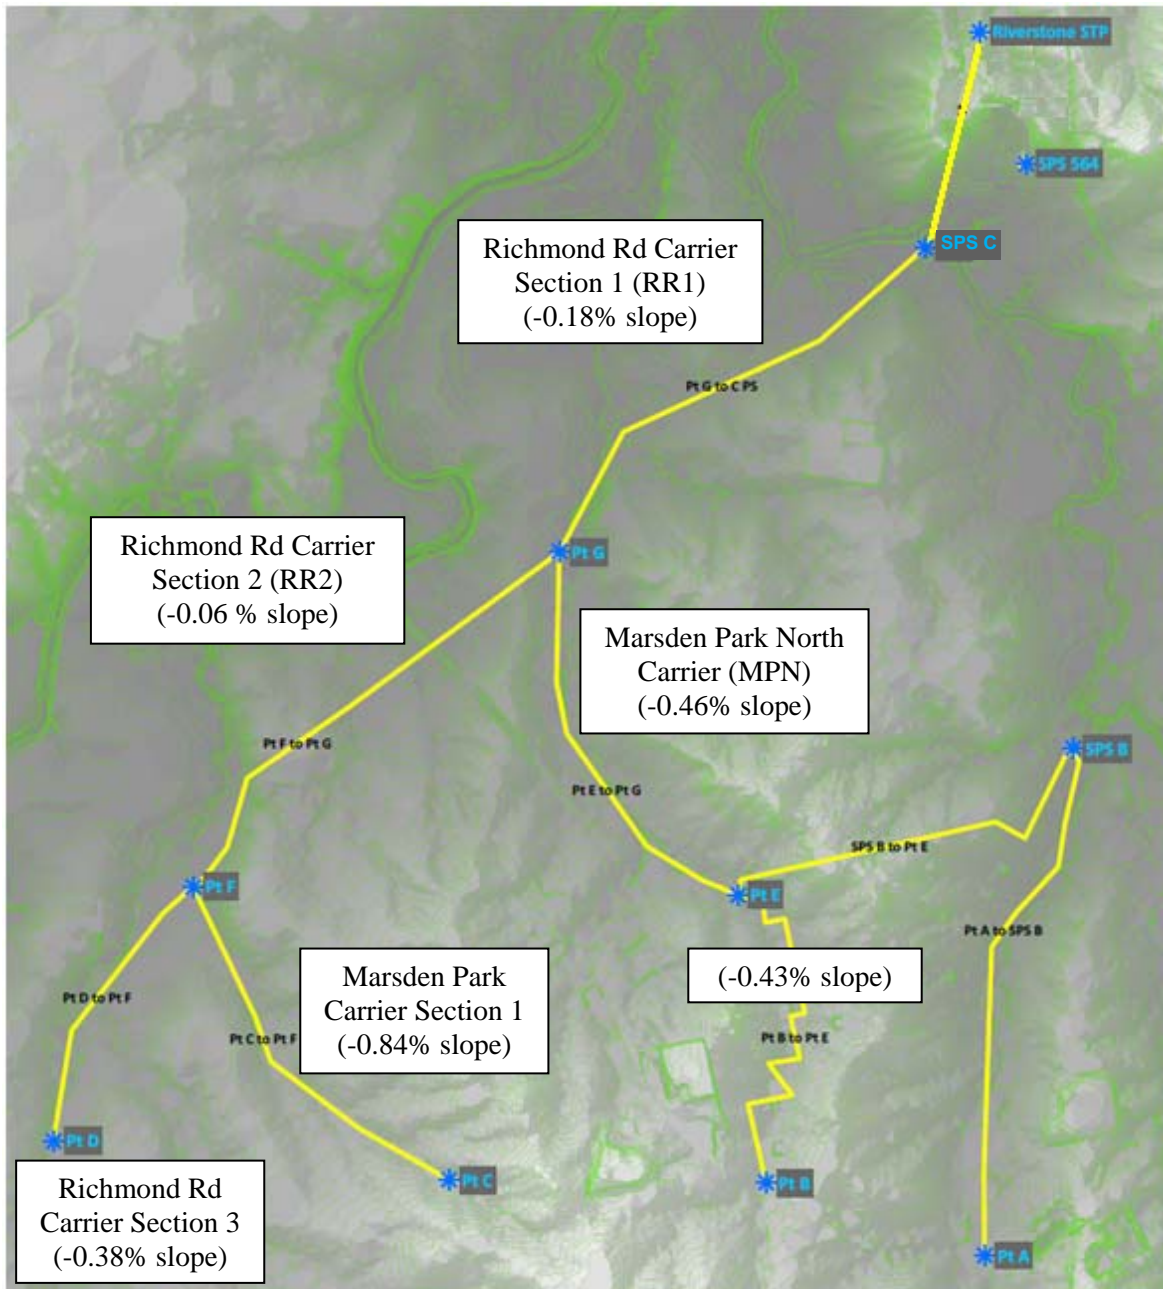 Riverstone STP
SPS 564
SPS C
Richmond Rd Carrier
Section 1 (RR1)
(-0.18% slope)
Pt G to C PS
Richmond Rd Carrier
Section 2 (RR2)
(-0.06 % slope)
Pt G
Marsden Park North
Carrier (MPN)
(-0.46% slope)
Pt F to Pt G
SPS B
Pt E to Pt G
SPS B to Pt E
Pt F
Pt E
Pt A to SPS B
Marsden Park
Carrier Section 1
(-0.84% slope)
(-0.43% slope)
Pt D to Pt F
Pt C to Pt F
Pt B to Pt E
Pt D
Pt C
Pt B
Richmond Rd
Carrier Section 3
(-0.38% slope)
Pt A